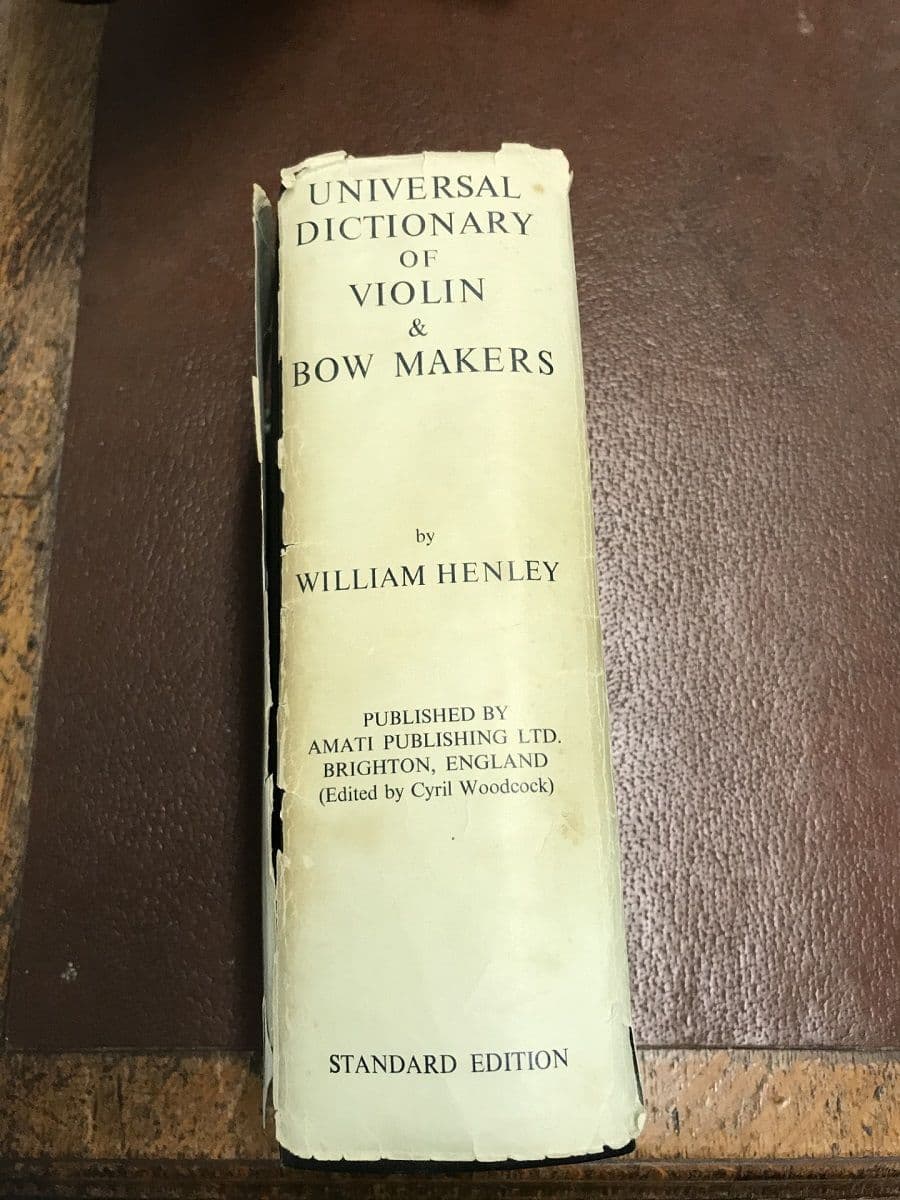 UNIVERSAL
DICTIONARY
OF
VIOLIN
&
BOW MAKERS
by
WILLIAM HENLEY
PUBLISHED BY
AMATI PUBLISHING LTD.
BRIGHTON, ENGLAND
(Edited by Cyril Woodcock)
STANDARD EDITION